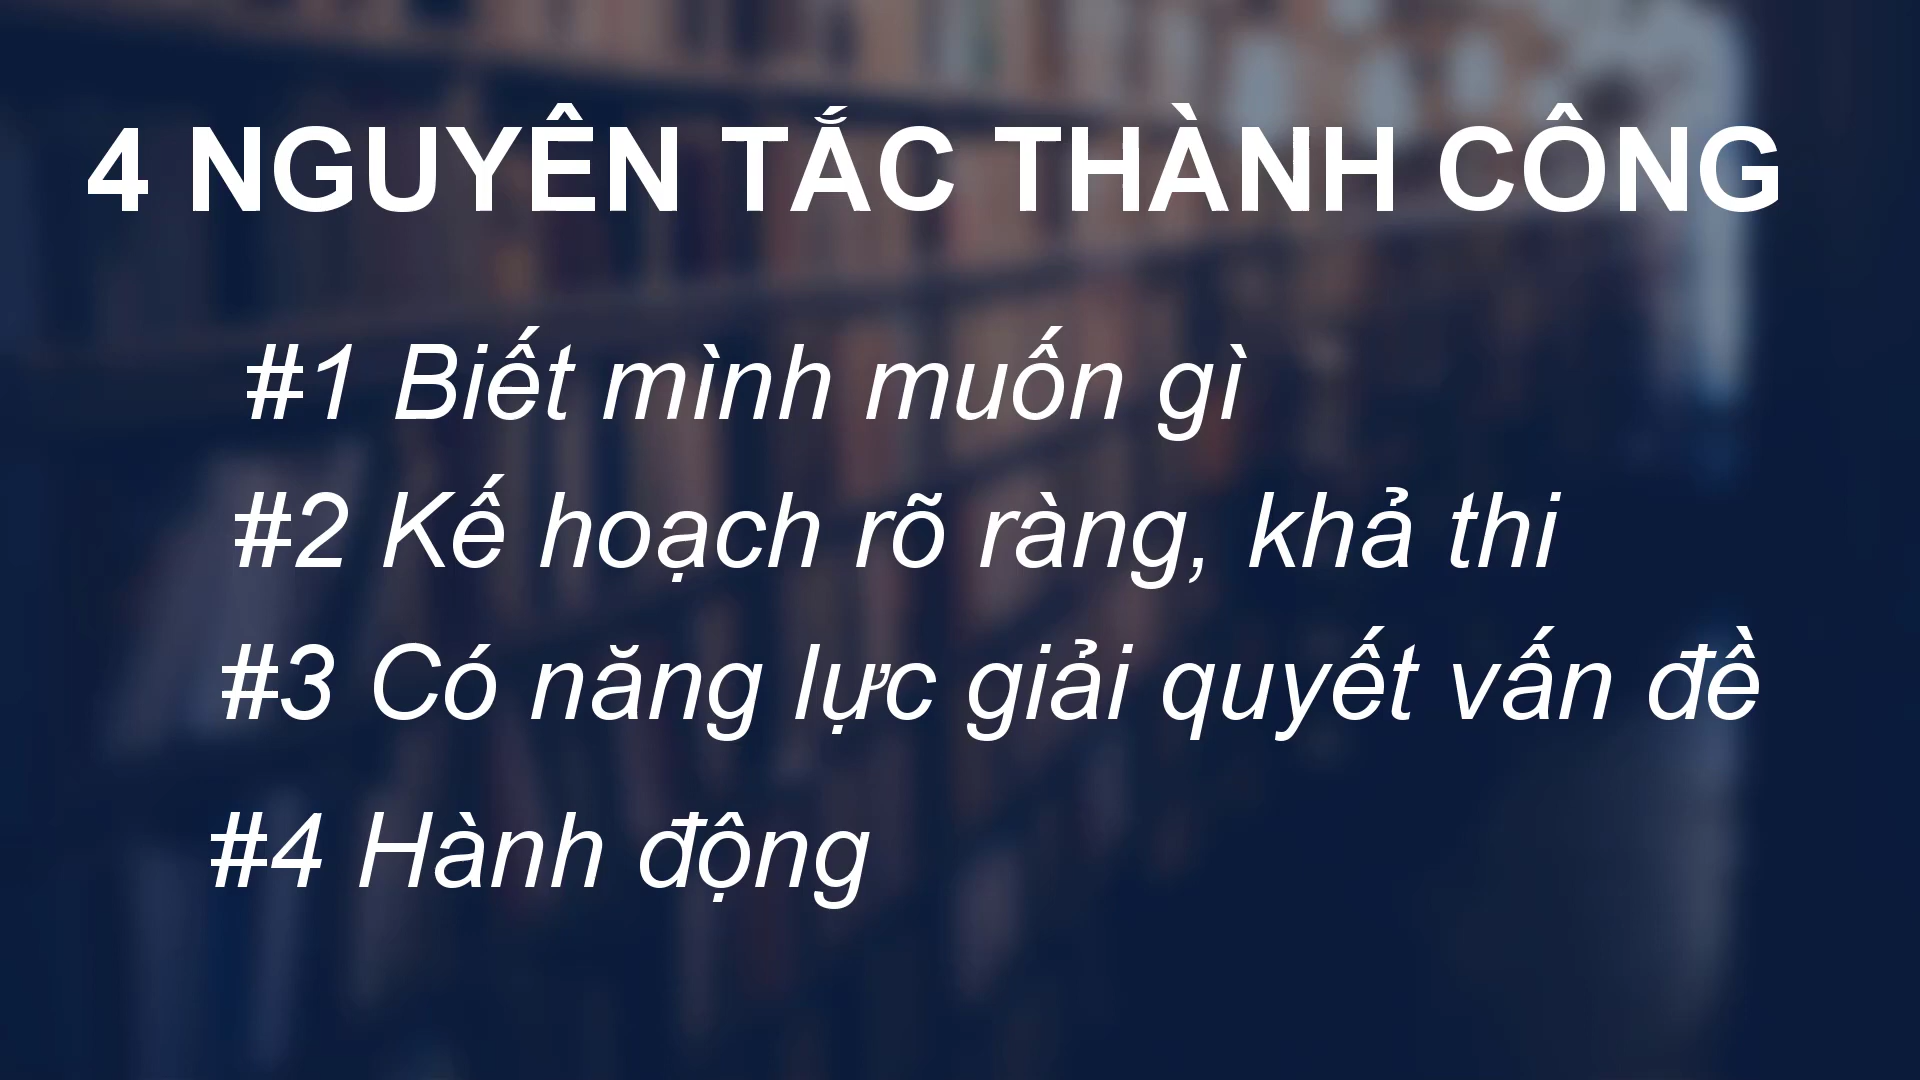 4 NGUYÊN TẮC THÀNH CÔNG
#1 Biết mình muốn gì
#2 Kế hoạch rõ ràng, khả thi
#3 Có năng lực giải quyết vấn đề
#4 Hành động